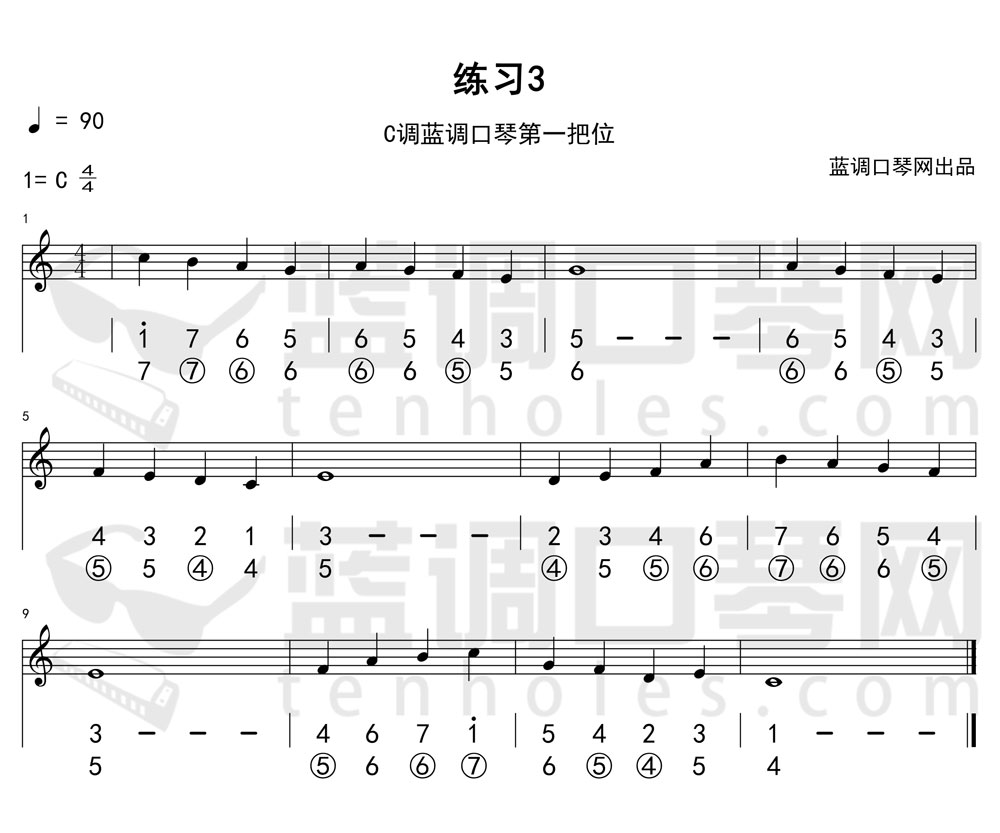 练习3
♩ = 90
C调蓝调口琴第一把位
蓝调口琴网出品
1= C 4/4
1
4/4
1̇ 7 6 5 | 6 5 4 3 | 5 – – – | 6 5 4 3
7 ⑦ ⑥ 6 ⑥ 6 ⑤ 5 6 ⑥ 6 ⑤ 5
蓝调口琴网
tenholes.com
5
4 3 2 1 | 3 – – – | 2 3 4 6 | 7 6 5 4
⑤ 5 ④ 4 5 ④ 5 ⑤ ⑥ ⑦ ⑥ 6 ⑤
蓝调口琴网
tenholes.com
9
3 – – – | 4 6 7 1̇ | 5 4 2 3 | 1 – – –
5 ⑤ 6 ⑥ ⑦ 6 ⑤ ④ 5 4